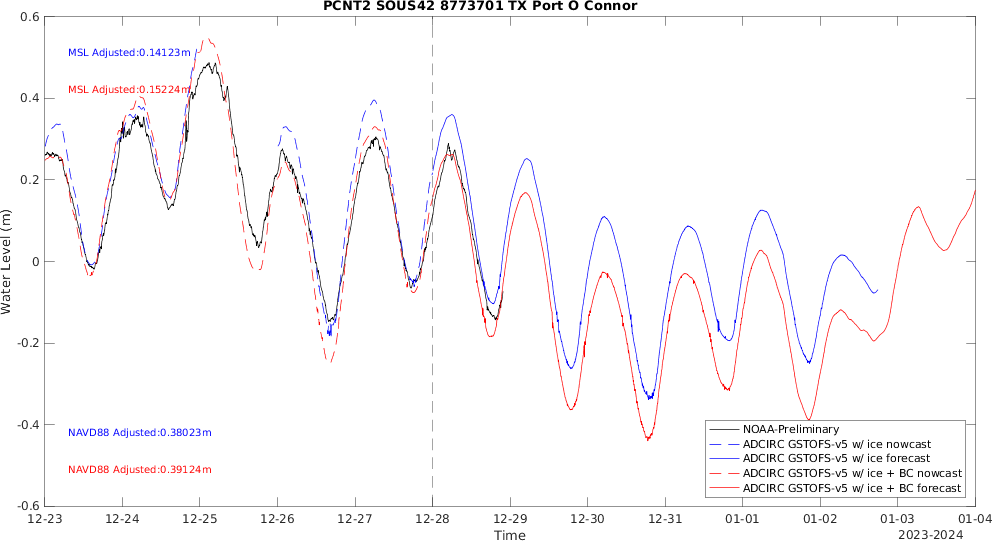 PCNT2 SOUS42 8773701 TX Port O Connor
0.6
0.4
0.2
0
-0.2
-0.4
-0.6
Water Level (m)
MSL Adjusted:0.14123m
MSL Adjusted:0.15224m
NAVD88 Adjusted:0.38023m
NAVD88 Adjusted:0.39124m
NOAA-Preliminary
ADCIRC GSTOFS-v5 w/ ice nowcast
ADCIRC GSTOFS-v5 w/ ice forecast
ADCIRC GSTOFS-v5 w/ ice + BC nowcast
ADCIRC GSTOFS-v5 w/ ice + BC forecast
12-23 12-24 12-25 12-26 12-27 12-28 12-29 12-30 12-31 01-01 01-02 01-03 01-04
Time
2023-2024